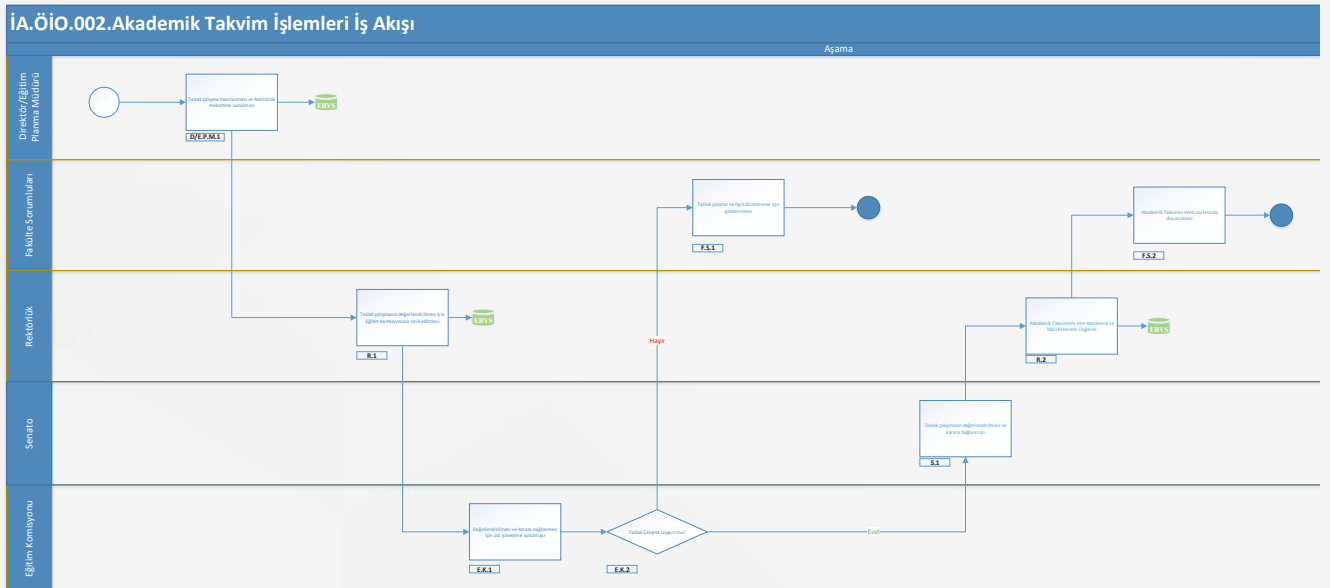 İA.ÖİO.002.Akademik Takvim İşlemleri İş Akışı
Aşama
Direktör/Eğitim
Planma Müdürü
Taslak çalışma hazırlanması ve Rektörlük
makamına sunulması
EBYS
D/E.P.M.1
Fakülte Sorumluları
Taslak çalışma ile ilgili düzeltmeler için
gönderilmesi
F.S.1
Akademik Takvimin Web sayfasında
duyurulması
F.S.2
Rektörlük
Taslak çalışmanın değerlendirilmesi için
Eğitim Komisyonuna sevk edilmesi
EBYS
R.1
Hayır
Akademik Takvimin tüm Akademik ve
İdari Birimlere Dağıtımı
EBYS
R.2
Senato
Taslak çalışmanın değerlendirilmesi ve
karara bağlanması
S.1
Eğitim Komisyonu
Değerlendirilmesi ve karara bağlanması
için üst yönetime sunulması
E.K.1
Taslak Çalışma Uygun mu?
E.K.2
Evet